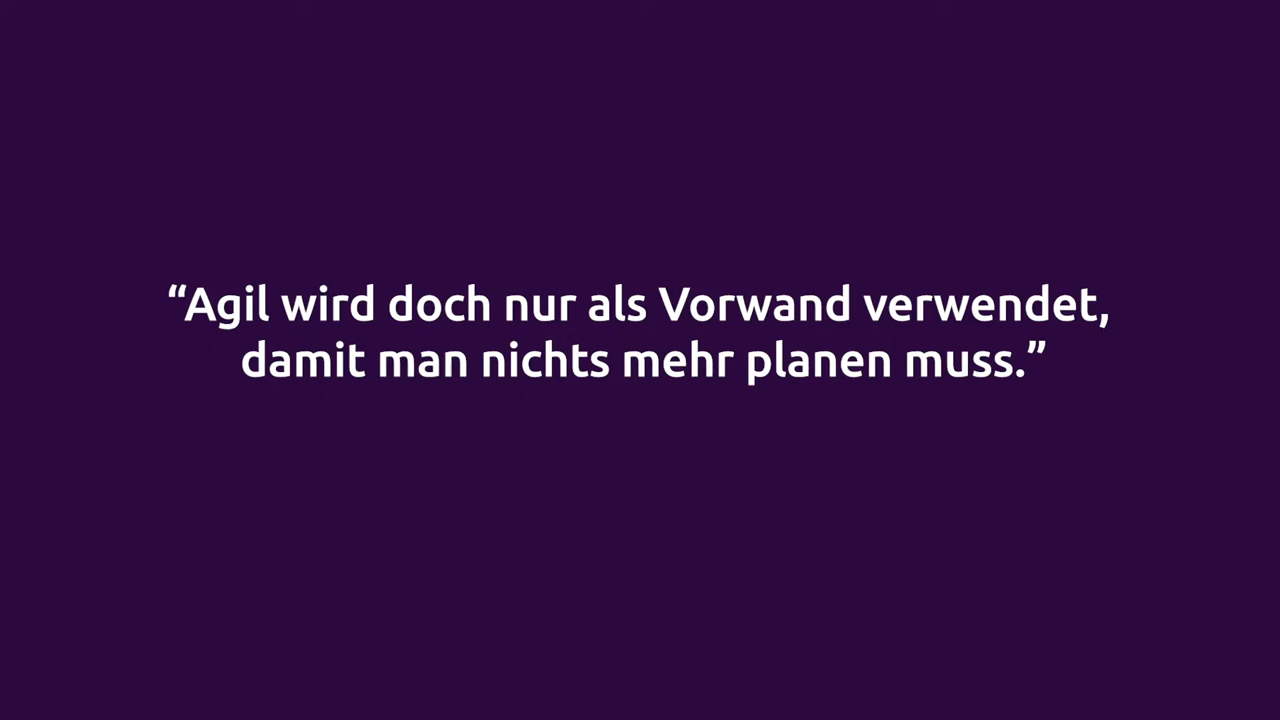 “Agil wird doch nur als Vorwand verwendet,
damit man nichts mehr planen muss.”